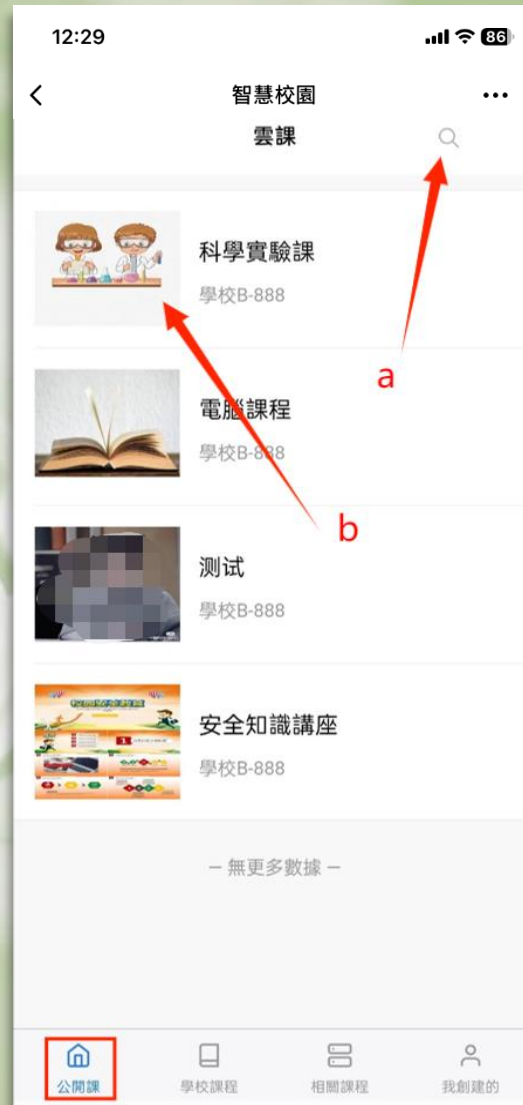 12:29
86
智慧校園
雲課
科學實驗課
學校B-888
a
電腦課程
學校B-888
b
测试
學校B-888
安全知識講座
學校B-888
— 無更多數據 —
公開課
學校課程
相關課程
我創建的